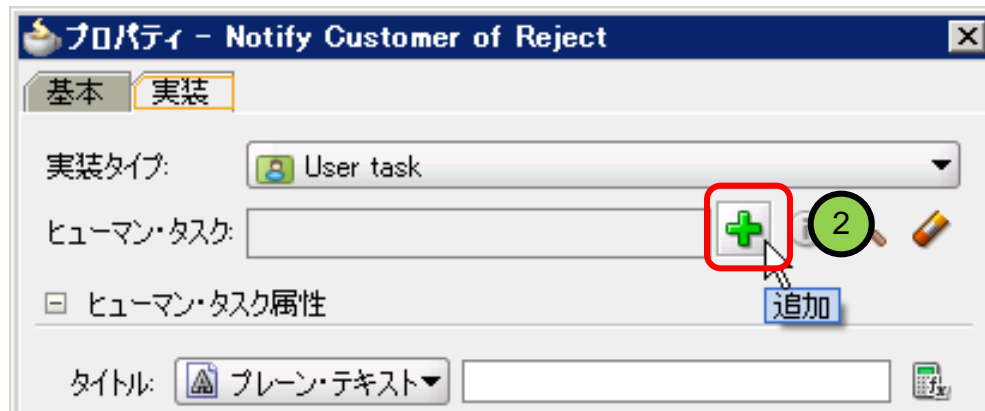 プロパティ - Notify Customer of Reject
基本 実装
実装タイプ: User task
ヒューマン・タスク: 2
追加
ヒューマン・タスク属性
タイトル: プレーン・テキスト